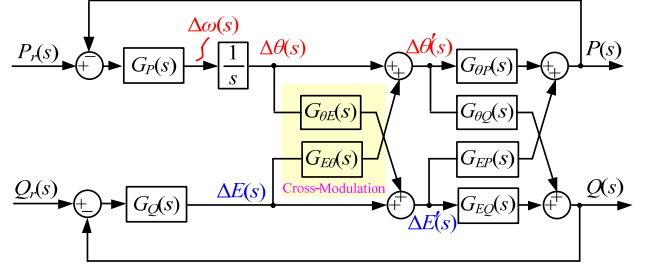 Δω(s)
P_r(s)
G_P(s)
1/s
Δθ(s)
Δθ′(s)
G_θP(s)
P(s)
G_θE(s)
G_θQ(s)
G_Eθ(s)
G_EP(s)
Cross-Modulation
Q_r(s)
G_Q(s)
ΔE(s)
ΔE′(s)
G_EQ(s)
Q(s)